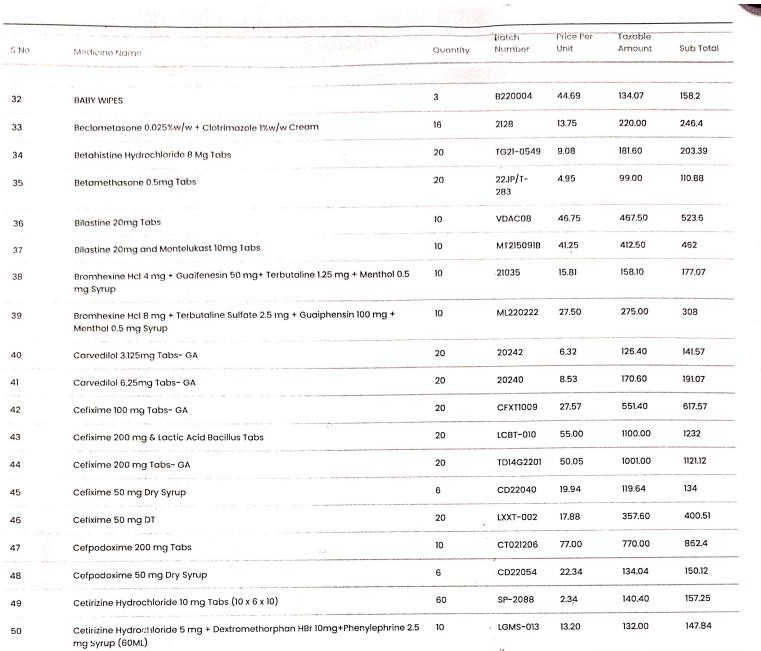 S No Medicine Name Quantity Batch Number Price Per Unit Taxable Amount Sub Total
32 BABY WIPES 3 B220004 44.69 134.07 158.2
33 Beclometasone 0.025%w/w + Clotrimazole 1%w/w Cream 16 2128 13.75 220.00 246.4
34 Betahistine Hydrochloride 8 Mg Tabs 20 TG21-0549 9.08 181.60 203.39
35 Betamethasone 0.5mg Tabs 20 22JP/T- 4.95 99.00 110.88
283
36 Bilastine 20mg Tabs 10 VDAC08 46.75 467.50 523.6
37 Bilastine 20mg and Montelukast 10mg Tabs 10 MT215091B 41.25 412.50 462
38 Bromhexine Hcl 4 mg + Guaifenesin 50 mg+ Terbutaline 1.25 mg + Menthol 0.5 10 21035 15.81 158.10 177.07
mg Syrup
39 Bromhexine Hcl 8 mg + Terbutaline Sulfate 2.5 mg + Guaiphensin 100 mg + 10 ML220222 27.50 275.00 308
Menthol 0.5 mg Syrup
40 Carvedilol 3.125mg Tabs- GA 20 20242 6.32 126.40 141.57
41 Carvedilol 6.25mg Tabs- GA 20 20240 8.53 170.60 191.07
42 Cefixime 100 mg Tabs- GA 20 CFXT1009 27.57 551.40 617.57
43 Cefixime 200 mg & Lactic Acid Bacillus Tabs 20 LCBT-010 55.00 1100.00 1232
44 Cefixime 200 mg Tabs- GA 20 TD14G2201 50.05 1001.00 1121.12
45 Cefixime 50 mg Dry Syrup 6 CD22040 19.94 119.64 134
46 Cefixime 50 mg DT 20 LXXT-002 17.88 357.60 400.51
47 Cefpodoxime 200 mg Tabs 10 CT021206 77.00 770.00 862.4
48 Cefpodoxime 50 mg Dry Syrup 6 CD22054 22.34 134.04 150.12
49 Cetirizine Hydrochloride 10 mg Tabs (10 x 6 x 10) 60 SP-2088 2.34 140.40 157.25
50 Cetirizine Hydrochloride 5 mg + Dextromethorphan HBr 10mg+Phenylephrine 2.5 10 LGMS-013 13.20 132.00 147.84
mg Syrup (60ML)